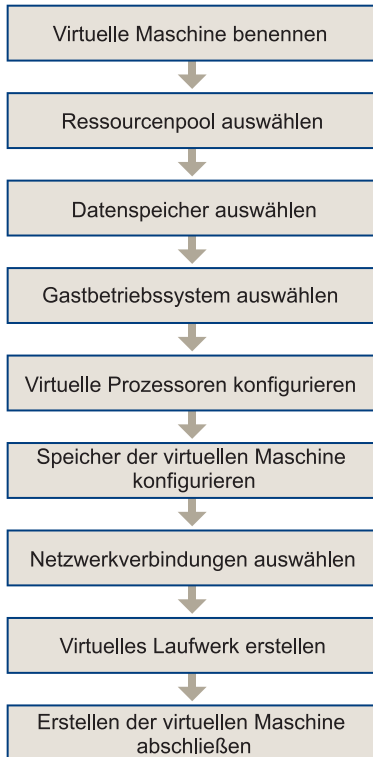 Virtuelle Maschine benennen
Ressourcenpool auswählen
Datenspeicher auswählen
Gastbetriebssystem auswählen
Virtuelle Prozessoren konfigurieren
Speicher der virtuellen Maschine
konfigurieren
Netzwerkverbindungen auswählen
Virtuelles Laufwerk erstellen
Erstellen der virtuellen Maschine
abschließen